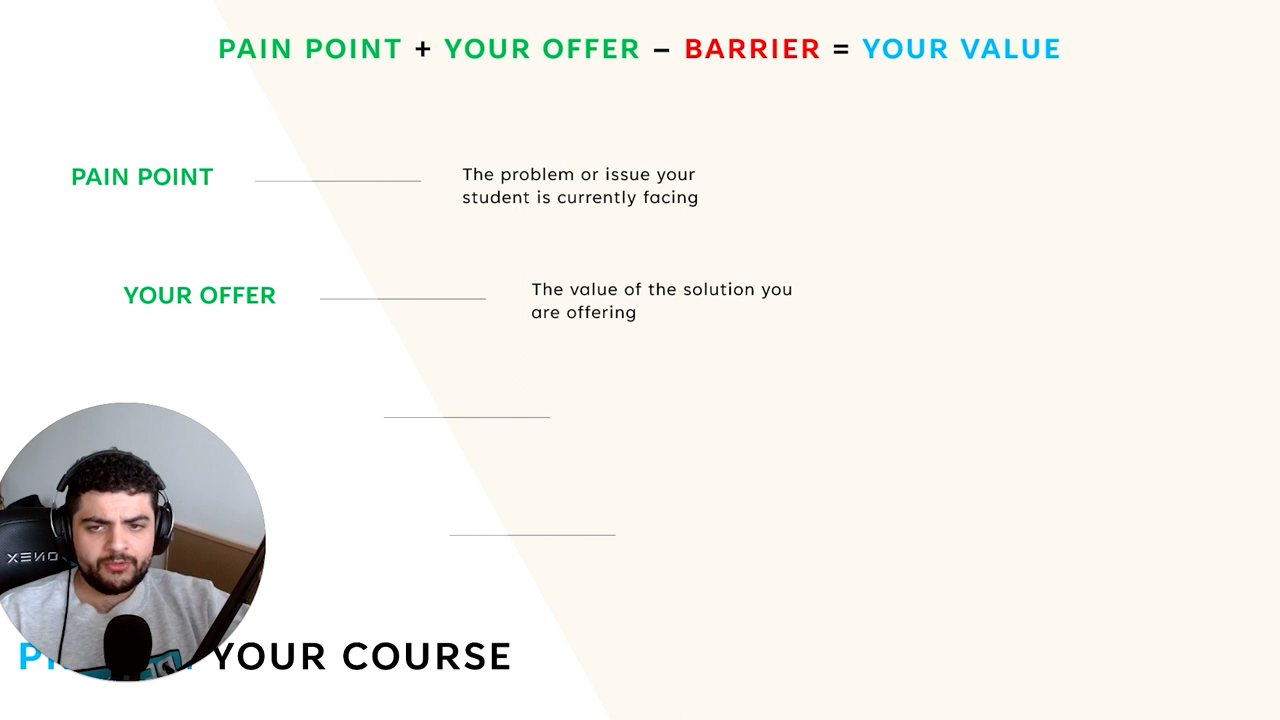 PAIN POINT + YOUR OFFER – BARRIER = YOUR VALUE
PAIN POINT
The problem or issue your
student is currently facing
YOUR OFFER
The value of the solution you
are offering
XENO
YOUR COURSE